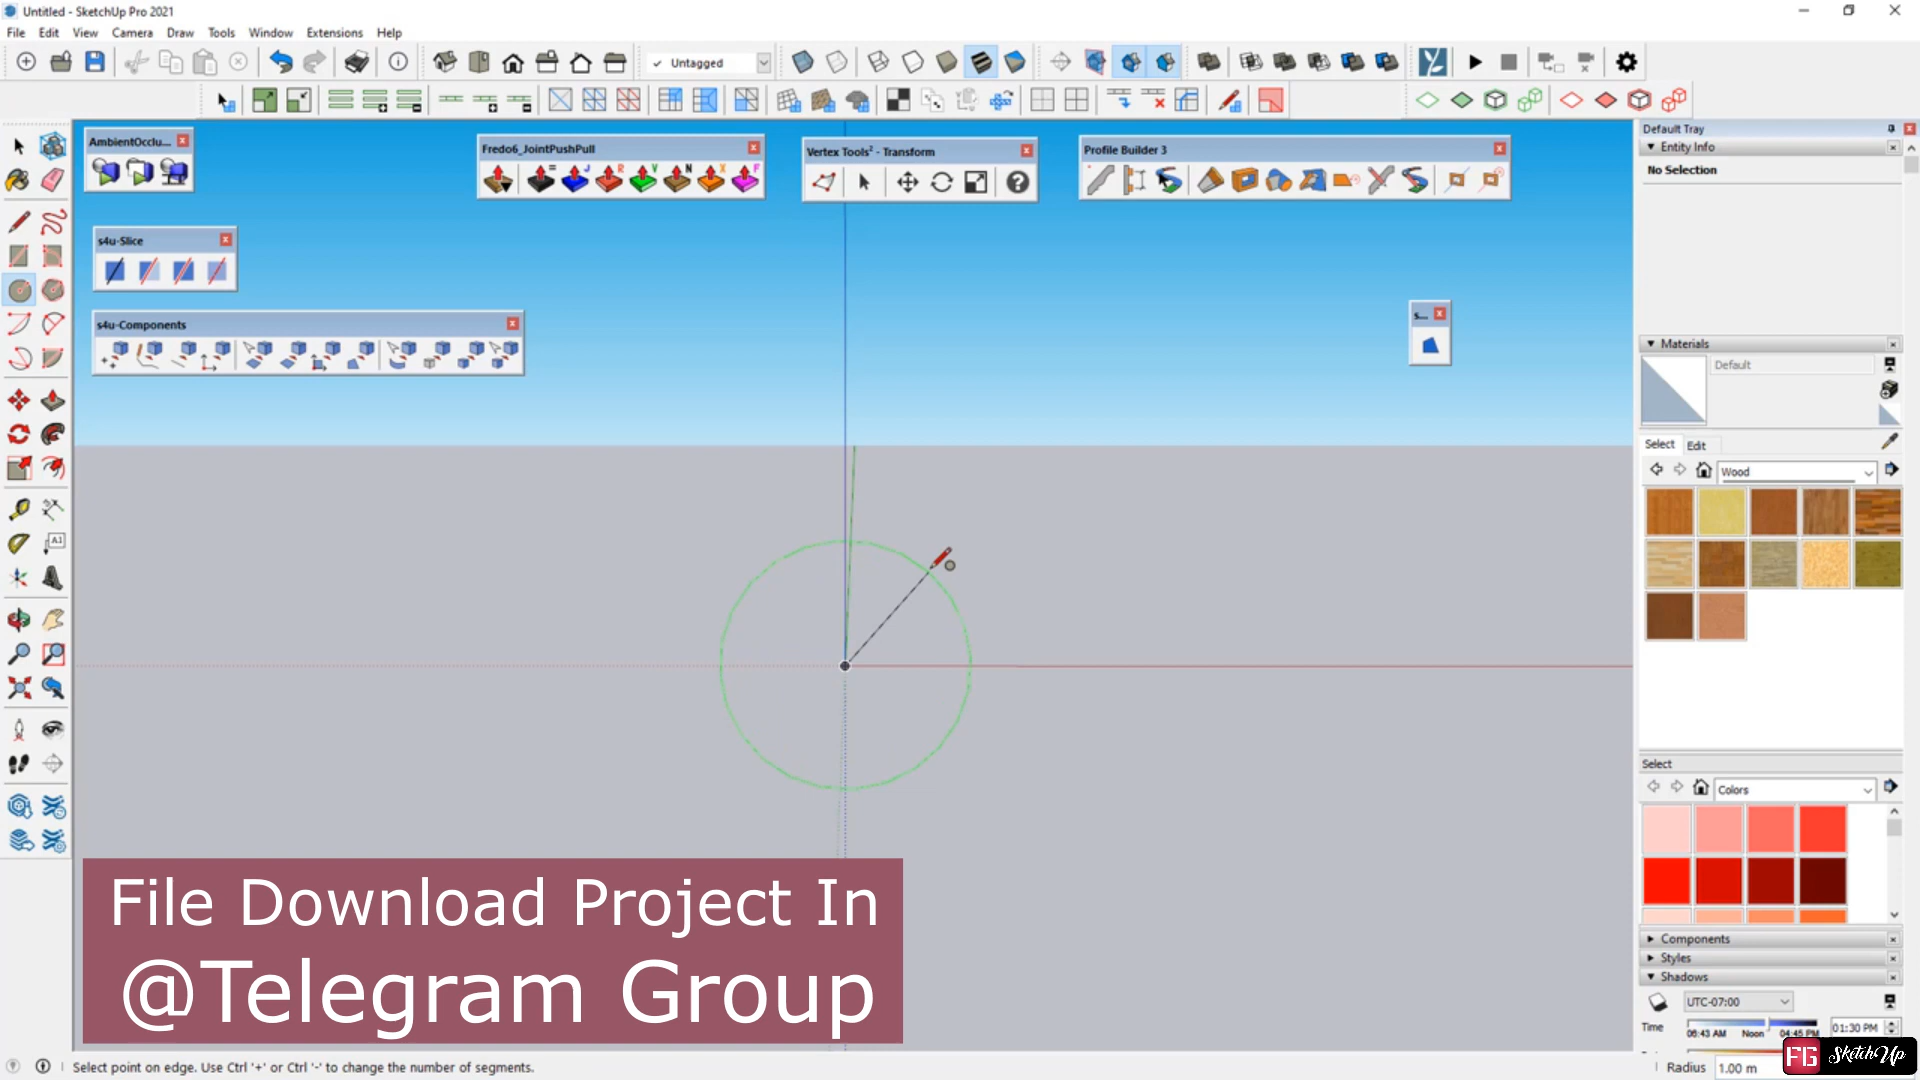 Untitled - SketchUp Pro 2021
File Edit View Camera Draw Tools Window Extensions Help
Untagged
Default Tray
AmbientOcclu...
Fredo6_JointPushPull
Vertex Tools² - Transform
Profile Builder 3
Entity Info
No Selection
s4u-Slice
s4u-Components
s...
Materials
Default
Select Edit
Wood
Select
Colors
File Download Project In
@Telegram Group
Components
Styles
Shadows
UTC-07:00
Time
06:43 AM Noon 04:45 PM
01:30 PM
FG SketchUp
Select point on edge. Use Ctrl '+' or Ctrl '-' to change the number of segments.
Radius 1.00 m